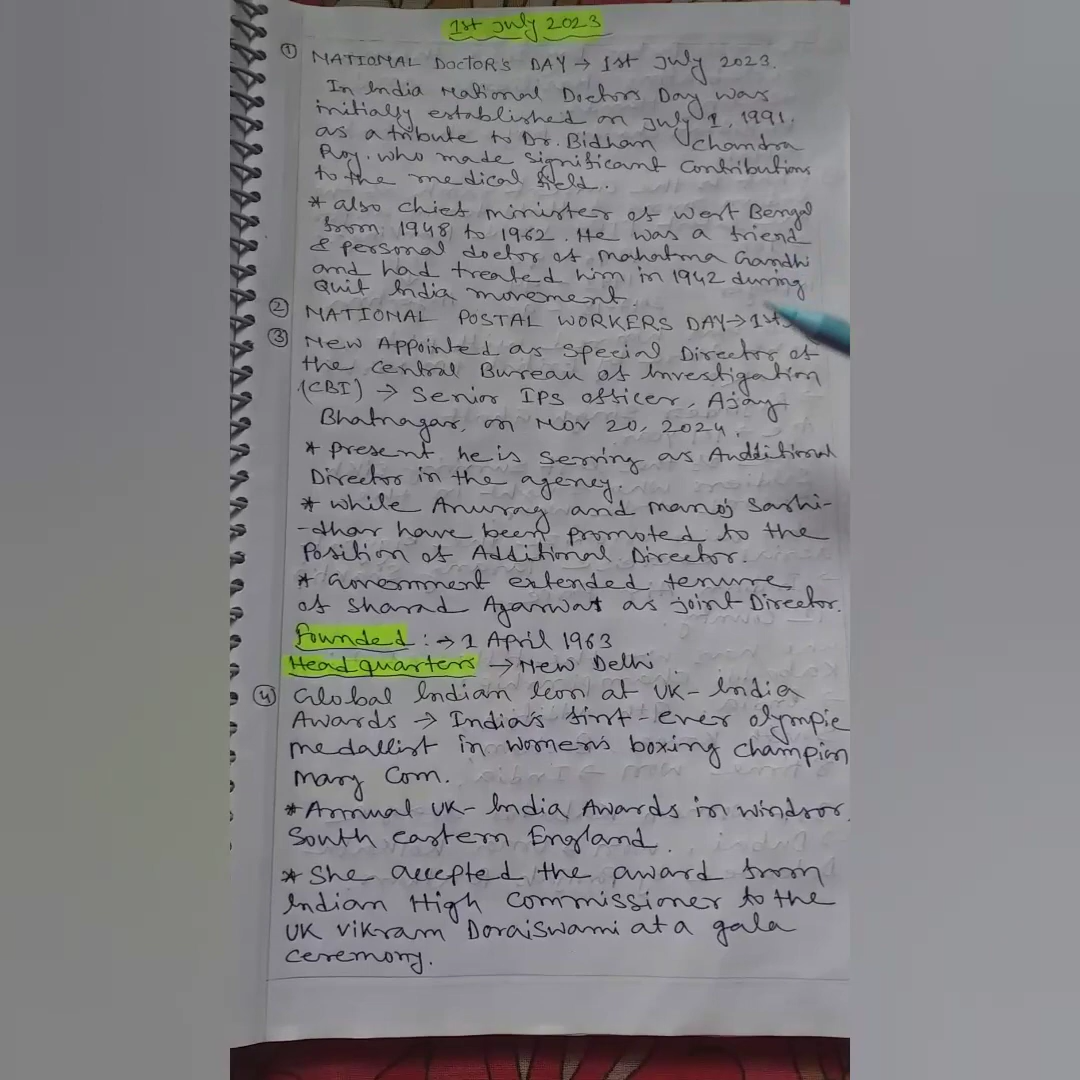 1st July 2023
① NATIONAL DOCTOR'S DAY → 1st July 2023.
In India National Doctors Day was
initially established on July 1, 1991.
as a tribute to Dr. Bidhan Chandra
Roy. who made significant contributions
to the medical field.
* also chief minister of West Bengal
from 1948 to 1962. He was a friend
& personal doctor of mahatma Gandhi
and had treated him in 1942 during
Quit India movement.
② NATIONAL POSTAL WORKERS DAY → 1st
③ New Appointed as Special Director of
the Central Bureau of Investigation
(CBI) → Senior IPS officer, Ajay
Bhatnagar, on Nov 20, 2024.
* present he is serving as Audditional
Director in the agency.
* while Anurag and manoj Sashi-
-dhar have been promoted to the
Position of Additional Director.
* Government extended tenure
of Sharad Agarwal as joint Director.
Founded : → 1 April 1963
Headquarters → New Delhi
④ Global Indian Icon at UK - India
Awards → India's first-ever olympic
medallist in women's boxing champion
Mary Com.
* Annual UK - India Awards in windsor
South eastern England.
* She accepted the award from
Indian High Commissioner to the
UK Vikram Doraiswami at a gala
ceremony.